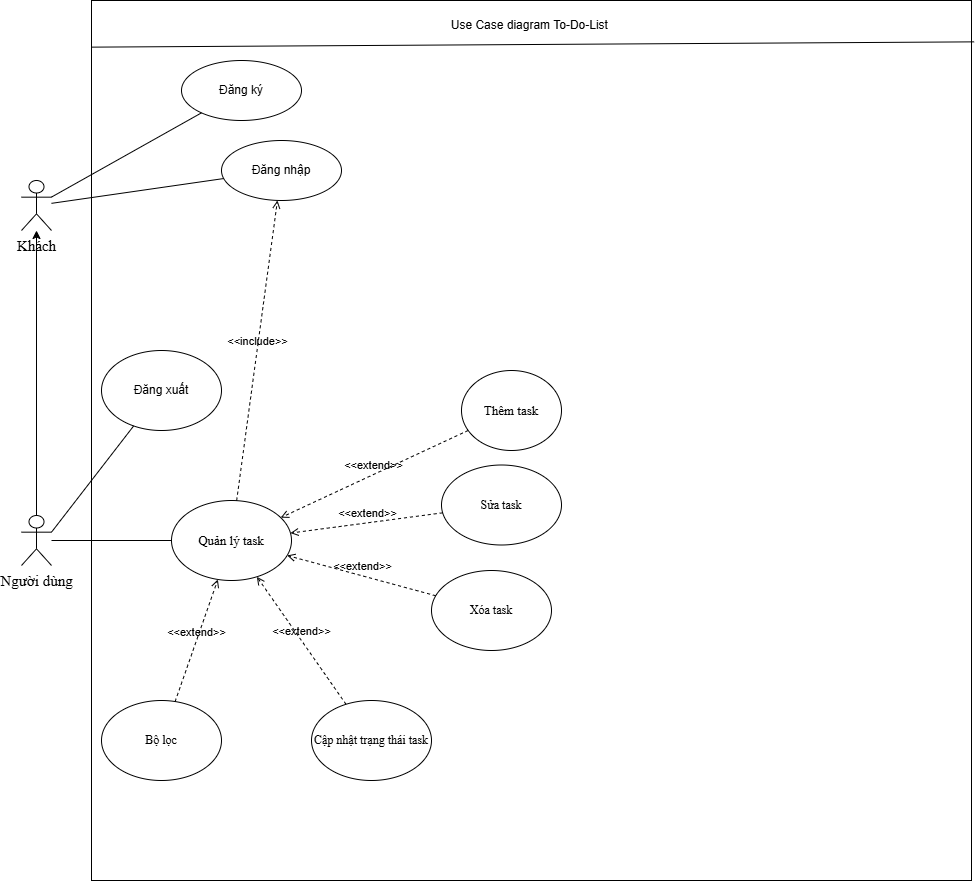 Use Case diagram To-Do-List
Đăng ký
Đăng nhập
Khách
<<include>>
Đăng xuất
Thêm task
<<extend>>
Sửa task
<<extend>>
Quản lý task
<<extend>>
Người dùng
Xóa task
<<extend>>
<<extend>>
Bộ lọc
Cập nhật trạng thái task